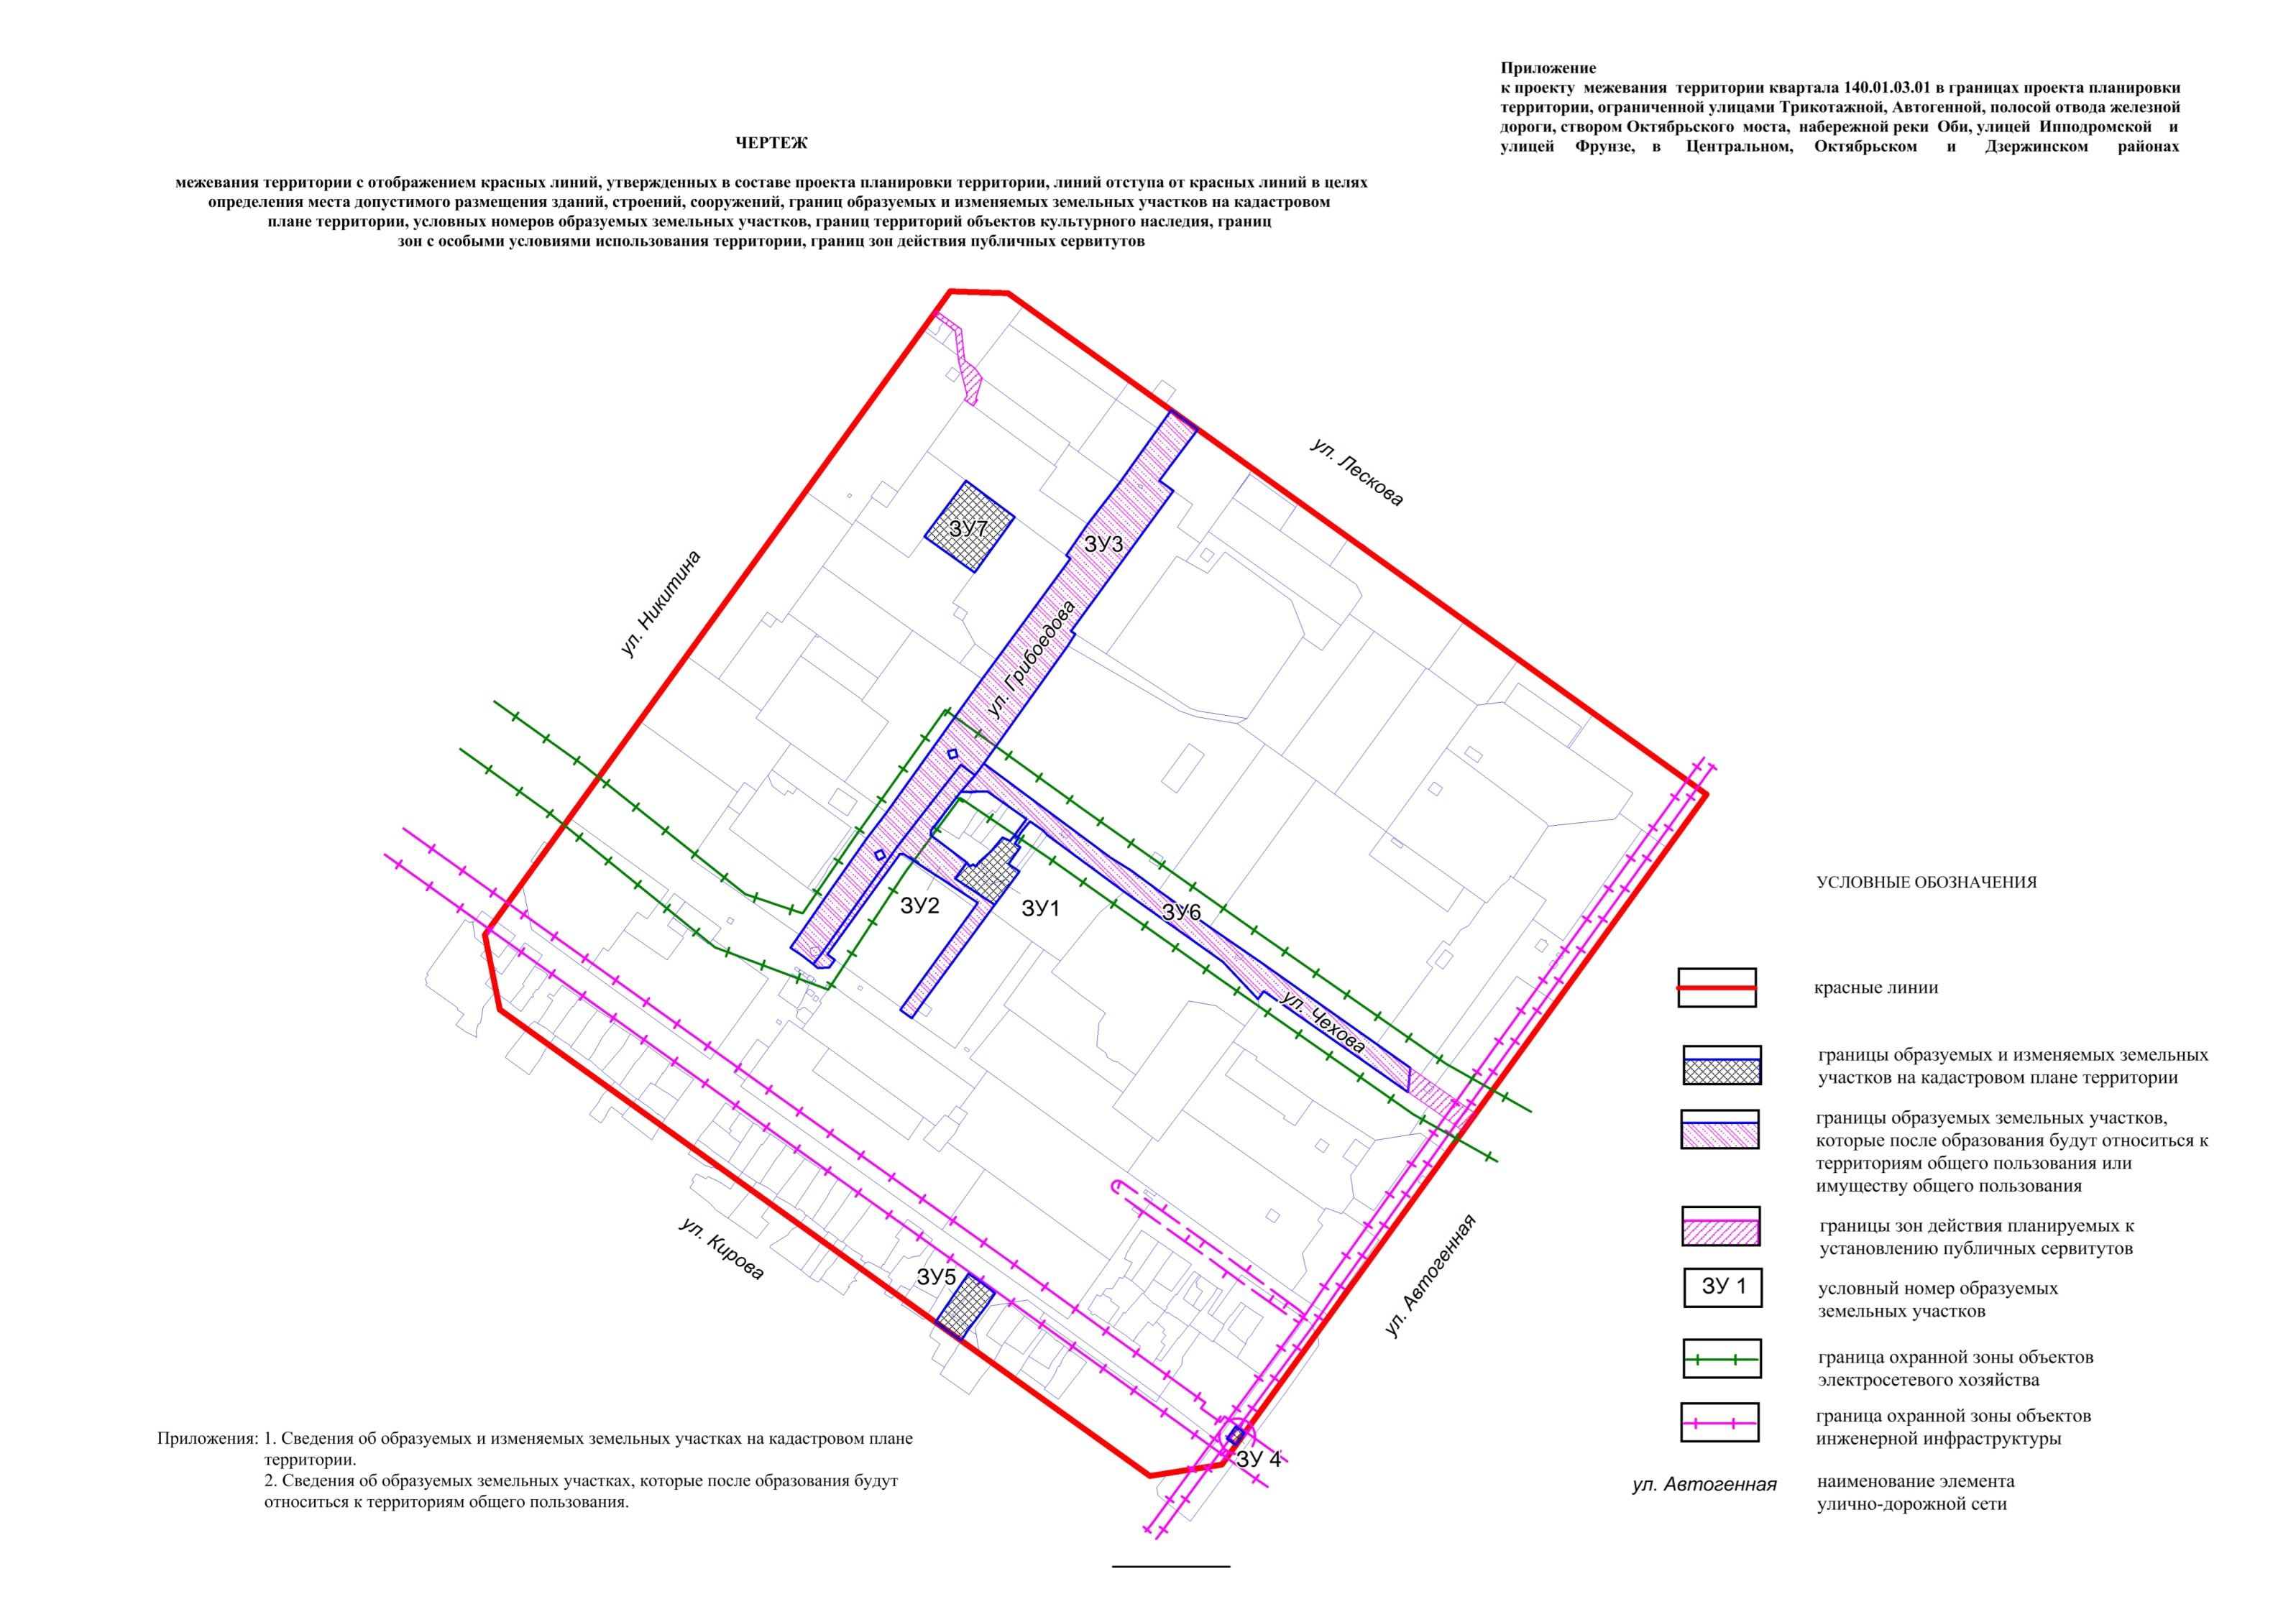 Приложение
к проекту межевания территории квартала 140.01.03.01 в границах проекта планировки
территории, ограниченной улицами Трикотажной, Автогенной, полосой отвода железной
дороги, створом Октябрьского моста, набережной реки Оби, улицей Ипподромской и
улицей Фрунзе, в Центральном, Октябрьском и Дзержинском районах
ЧЕРТЕЖ
межевания территории с отображением красных линий, утвержденных в составе проекта планировки территории, линий отступа от красных линий в целях
определения места допустимого размещения зданий, строений, сооружений, границ образуемых и изменяемых земельных участков на кадастровом
плане территории, условных номеров образуемых земельных участков, границ территорий объектов культурного наследия, границ
зон с особыми условиями использования территории, границ зон действия публичных сервитутов
ул. Лескова
ЗУ7
ЗУ3
ул. Никитина
ул. Грибоедова
ЗУ2
ЗУ1
ЗУ6
ул. Чехова
ул. Кирова
ЗУ5
ул. Автогенная
ЗУ 4
УСЛОВНЫЕ ОБОЗНАЧЕНИЯ
красные линии
границы образуемых и изменяемых земельных
участков на кадастровом плане территории
границы образуемых земельных участков,
которые после образования будут относиться к
территориям общего пользования или
имуществу общего пользования
границы зон действия планируемых к
установлению публичных сервитутов
ЗУ 1
условный номер образуемых
земельных участков
граница охранной зоны объектов
электросетевого хозяйства
граница охранной зоны объектов
инженерной инфраструктуры
ул. Автогенная
наименование элемента
улично-дорожной сети
Приложения: 1. Сведения об образуемых и изменяемых земельных участках на кадастровом плане
территории.
2. Сведения об образуемых земельных участках, которые после образования будут
относиться к территориям общего пользования.